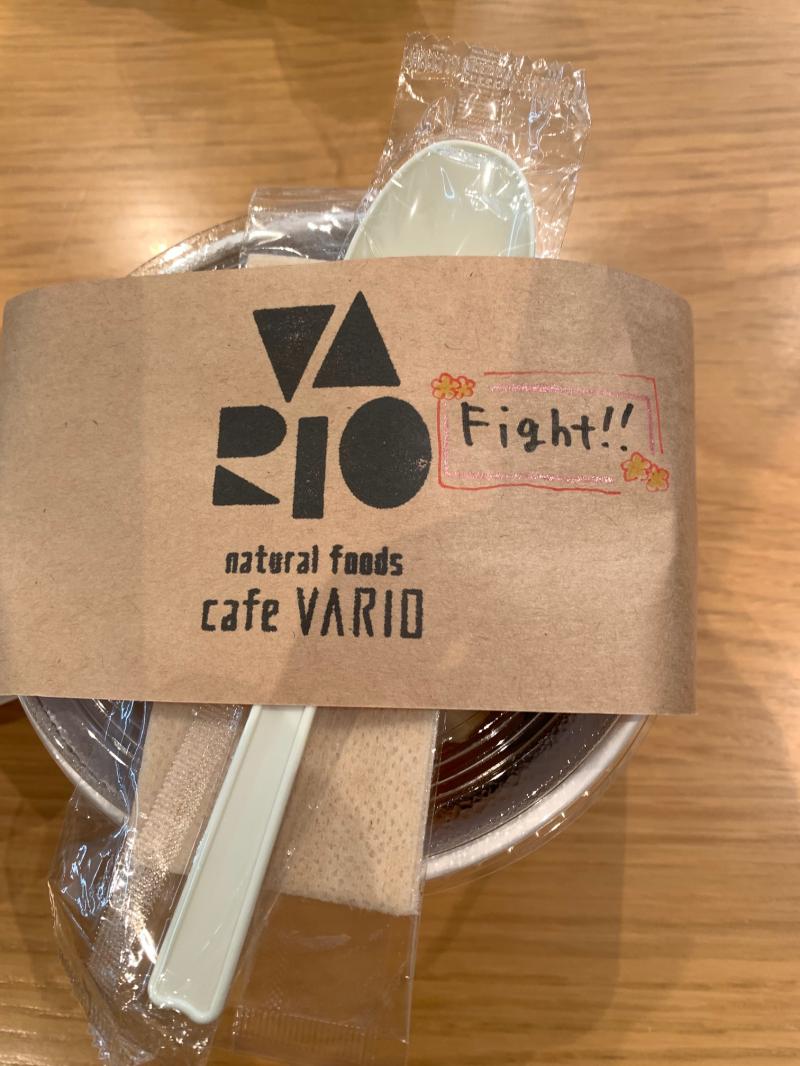 VA
RIO
Fight!!
natural foods
cafe VARIO